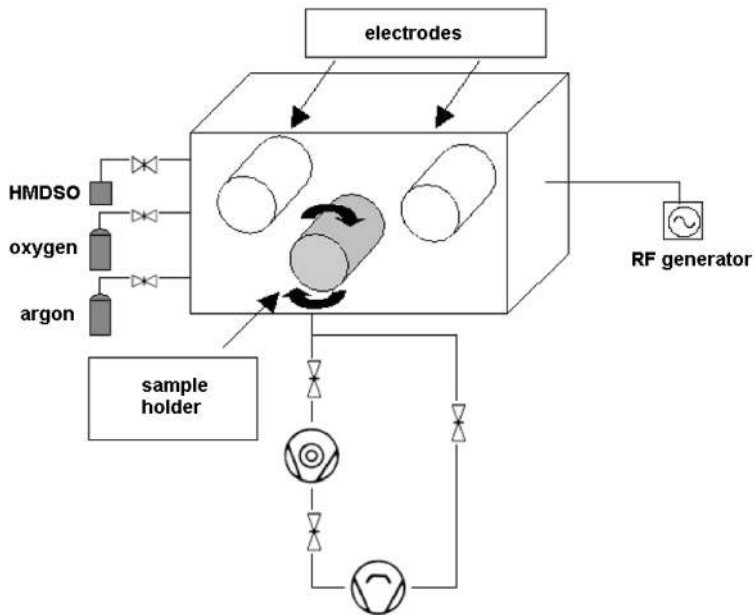 electrodes
HMDSO
oxygen
argon
RF generator
sample
holder